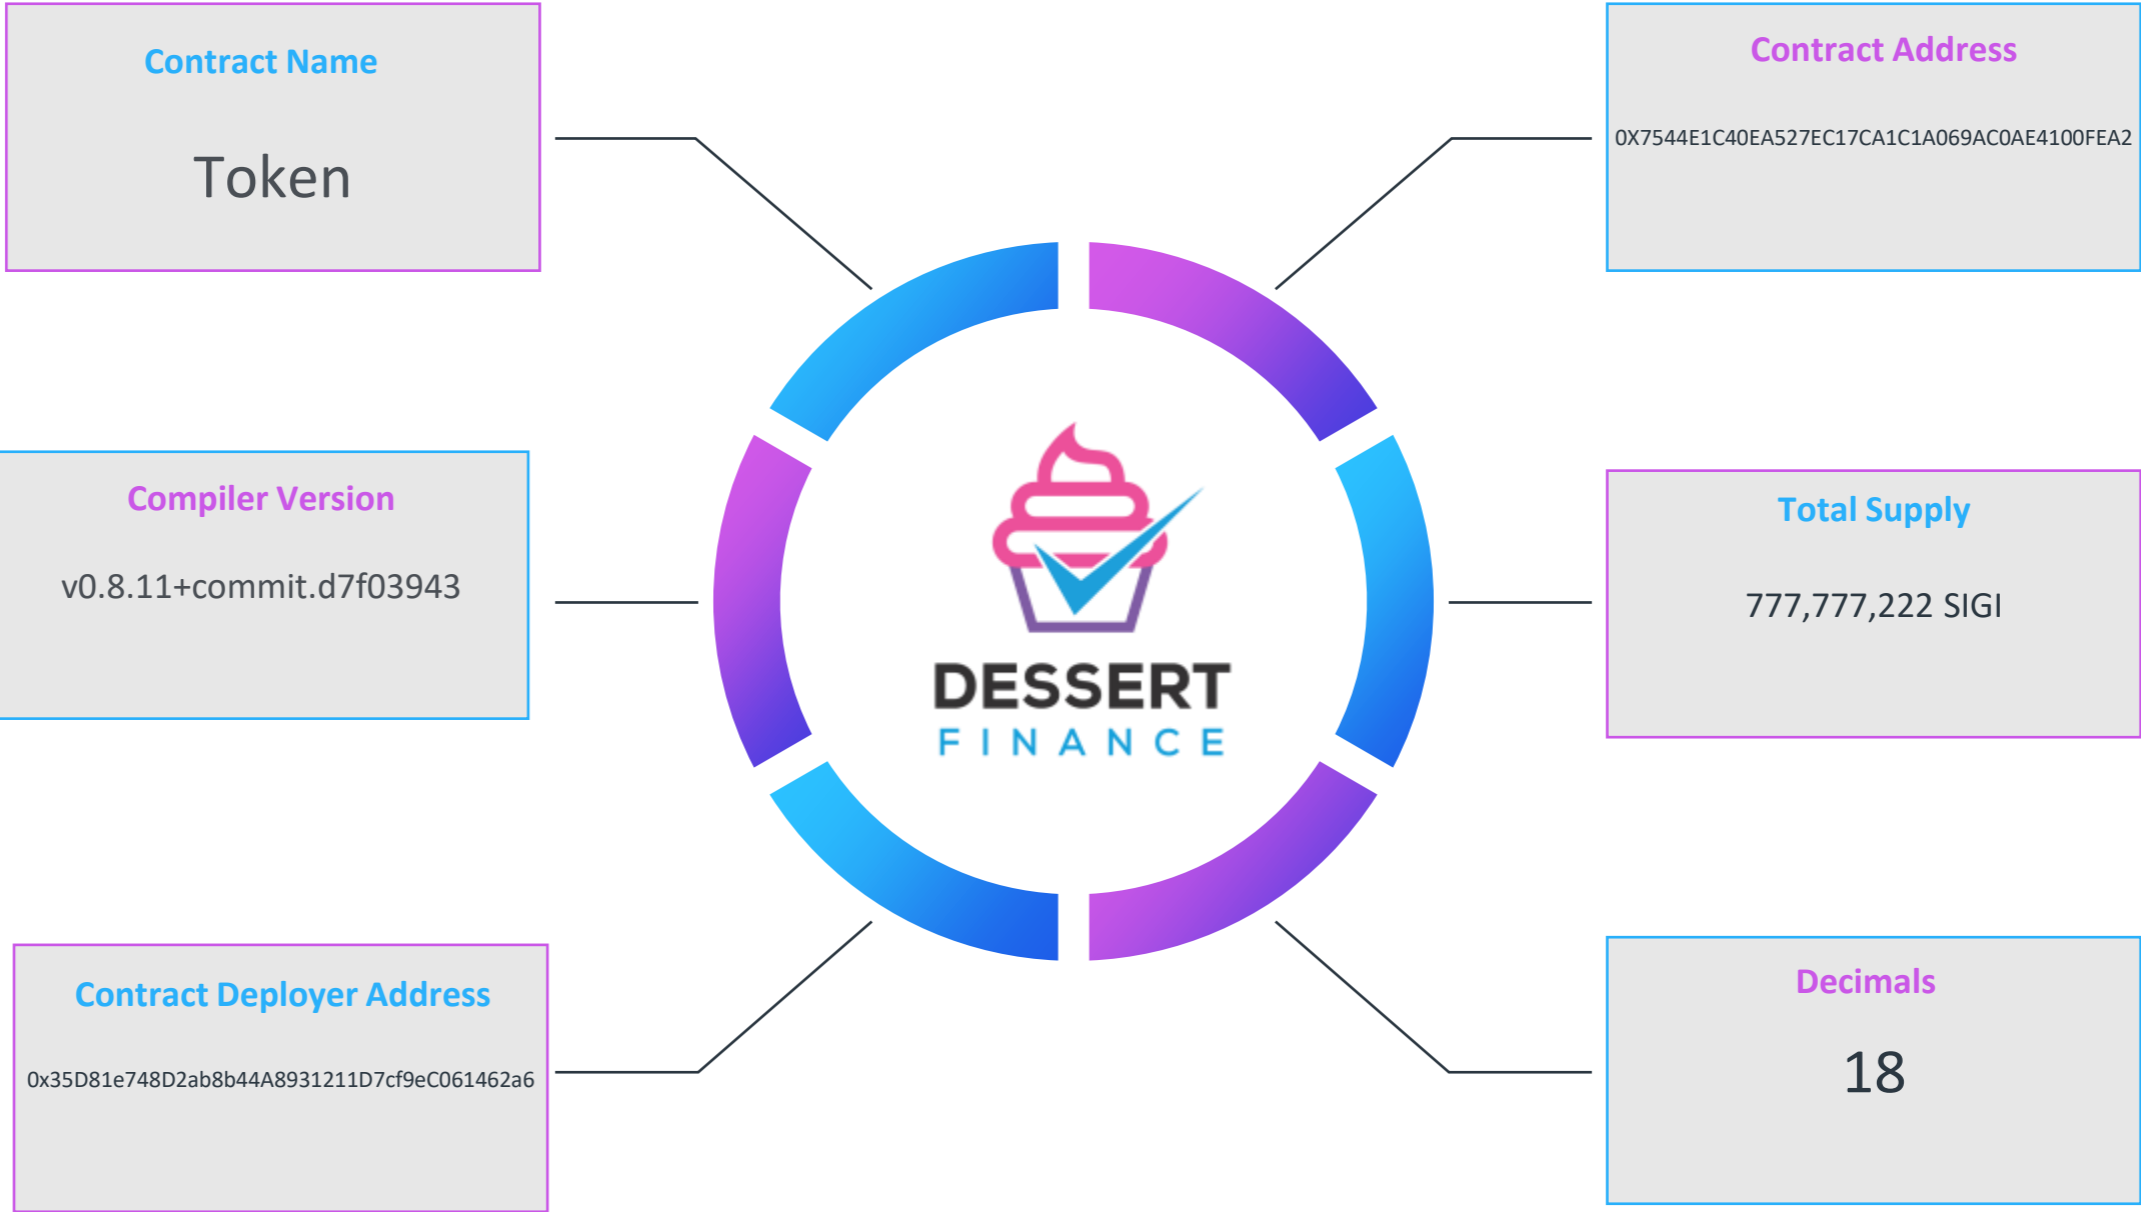 Contract Name
Token
Contract Address
0X7544E1C40EA527EC17CA1C1A069AC0AE4100FEA2
Compiler Version
v0.8.11+commit.d7f03943
Total Supply
777,777,222 SIGI
DESSERT
FINANCE
Contract Deployer Address
0x35D81e748D2ab8b44A8931211D7cf9eC061462a6
Decimals
18